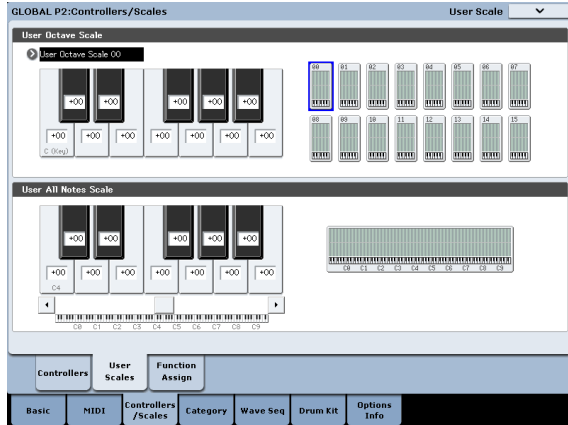 GLOBAL P2:Controllers/Scales User Scale
User Octave Scale
User Octave Scale 00
00 01 02 03 04 05 06 07
+00 +00 +00 +00 +00
+00 +00 +00 +00 +00 +00 +00
C (Key)
08 09 10 11 12 13 14 15
User All Notes Scale
+00 +00 +00 +00 +00
+00 +00 +00 +00 +00 +00 +00
C4
C0 C1 C2 C3 C4 C5 C6 C7 C8 C9
C0 C1 C2 C3 C4 C5 C6 C7 C8 C9
Controllers User Scales Function Assign
Basic MIDI Controllers /Scales Category Wave Seq Drum Kit Options Info